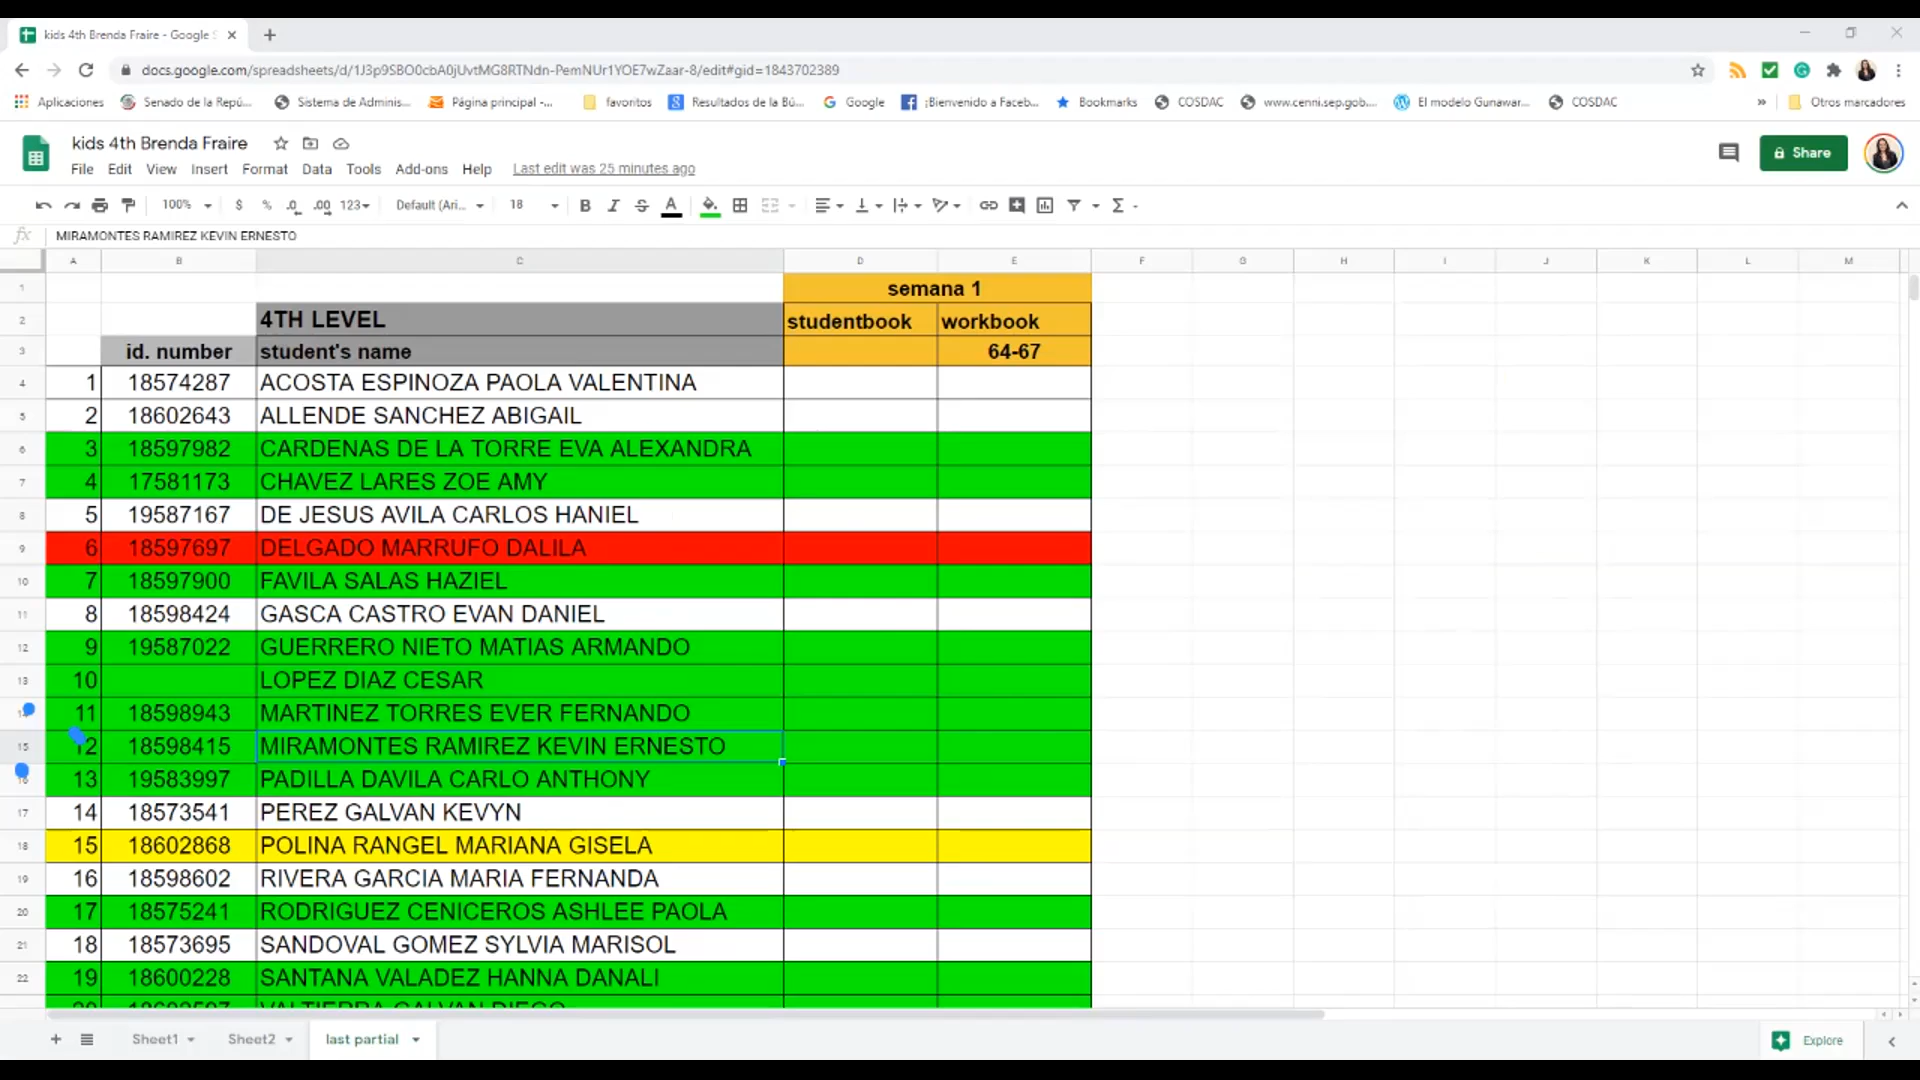 kids 4th Brenda Fraire - Google S
docs.google.com/spreadsheets/d/1J3p9SBO0cbA0jUvtMG8RTNdn-PemNUr1YOE7wZaar-8/edit#gid=1843702389
Aplicaciones Senado de la Repú... Sistema de Adminis... Página principal -... favoritos Resultados de la Bú... Google ¡Bienvenido a Faceb... Bookmarks COSDAC www.cenni.sep.gob.... El modelo Gunawar... COSDAC » Otros marcadores
kids 4th Brenda Fraire
Share
File Edit View Insert Format Data Tools Add-ons Help Last edit was 25 minutes ago
100% $ % .0 .00 123 Default (Ari... 18 B I S A Σ
fx MIRAMONTES RAMIREZ KEVIN ERNESTO
A B C D E F G H I J K L M
1 semana 1
2 4TH LEVEL studentbook workbook
3 id. number student's name 64-67
4 1 18574287 ACOSTA ESPINOZA PAOLA VALENTINA
5 2 18602643 ALLENDE SANCHEZ ABIGAIL
6 3 18597982 CARDENAS DE LA TORRE EVA ALEXANDRA
7 4 17581173 CHAVEZ LARES ZOE AMY
8 5 19587167 DE JESUS AVILA CARLOS HANIEL
9 6 18597697 DELGADO MARRUFO DALILA
10 7 18597900 FAVILA SALAS HAZIEL
11 8 18598424 GASCA CASTRO EVAN DANIEL
12 9 19587022 GUERRERO NIETO MATIAS ARMANDO
13 10 LOPEZ DIAZ CESAR
11 18598943 MARTINEZ TORRES EVER FERNANDO
15 12 18598415 MIRAMONTES RAMIREZ KEVIN ERNESTO
16 13 19583997 PADILLA DAVILA CARLO ANTHONY
17 14 18573541 PEREZ GALVAN KEVYN
18 15 18602868 POLINA RANGEL MARIANA GISELA
19 16 18598602 RIVERA GARCIA MARIA FERNANDA
20 17 18575241 RODRIGUEZ CENICEROS ASHLEE PAOLA
21 18 18573695 SANDOVAL GOMEZ SYLVIA MARISOL
22 19 18600228 SANTANA VALADEZ HANNA DANALI
VALTIERRA GALVAN DIEGO
Sheet1 Sheet2 last partial Explore